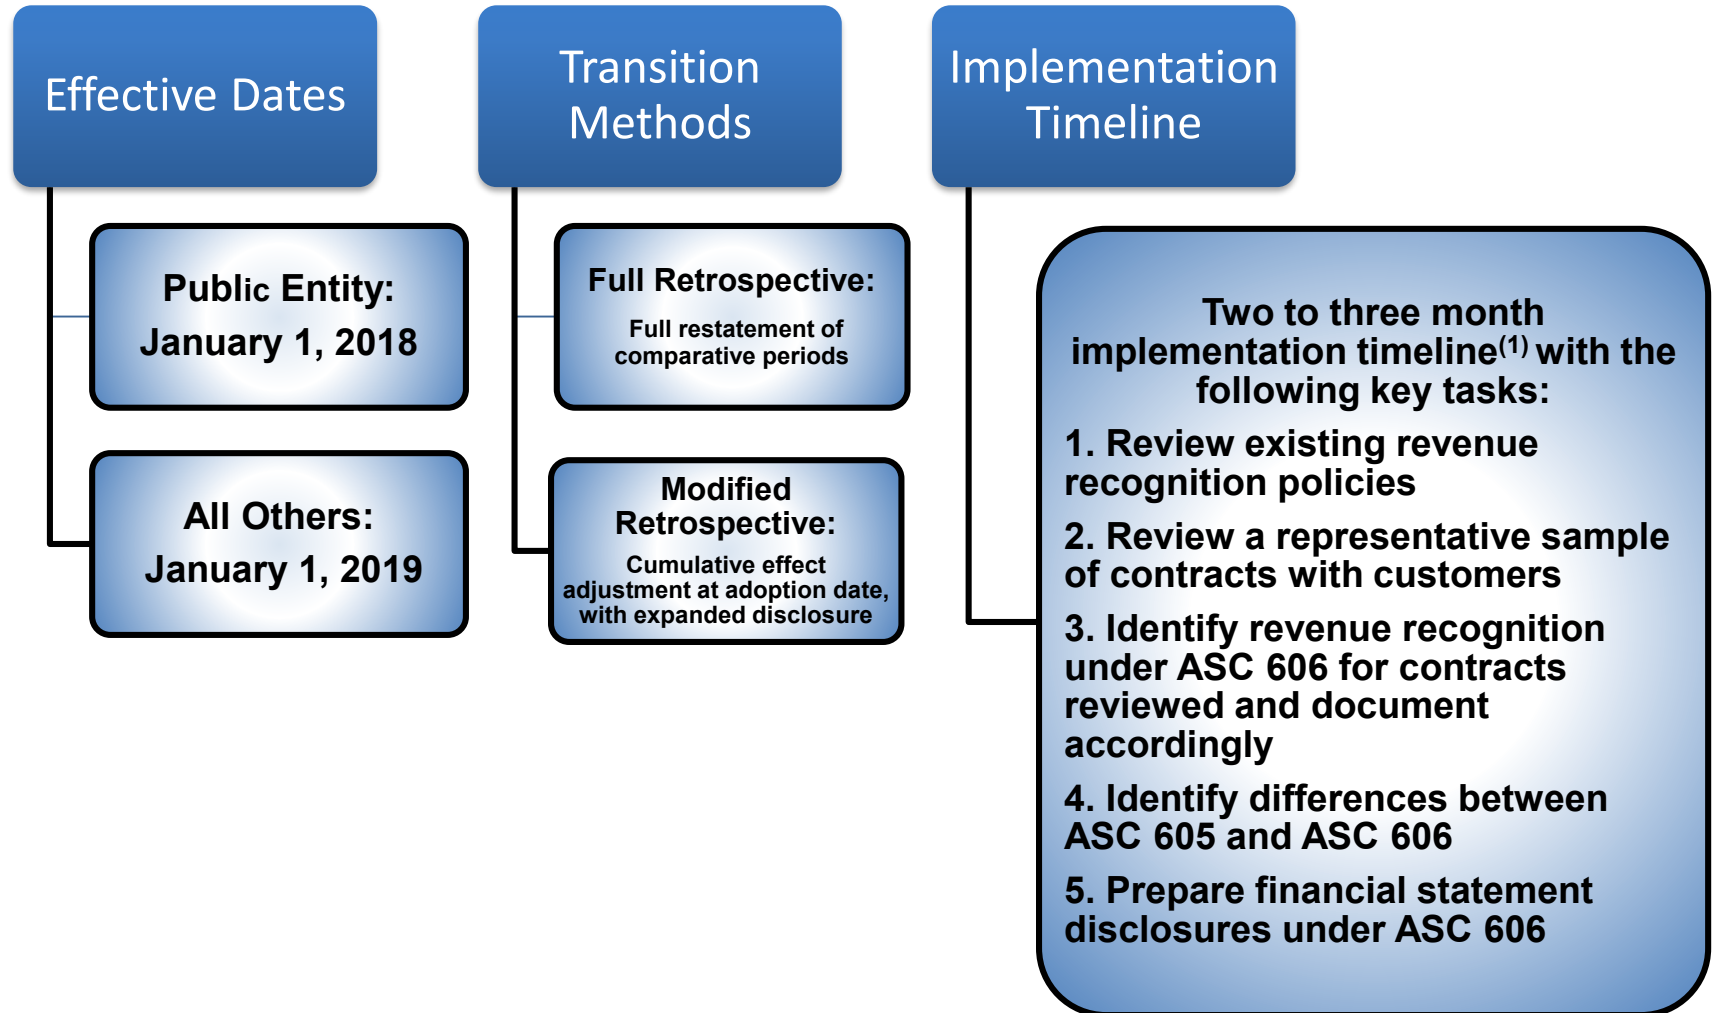 Effective Dates
Public Entity:
January 1, 2018
All Others:
January 1, 2019
Transition
Methods
Full Retrospective:
Full restatement of
comparative periods
Modified
Retrospective:
Cumulative effect
adjustment at adoption date,
with expanded disclosure
Implementation
Timeline
Two to three month
implementation timeline(1) with the
following key tasks:
1. Review existing revenue
recognition policies
2. Review a representative sample
of contracts with customers
3. Identify revenue recognition
under ASC 606 for contracts
reviewed and document
accordingly
4. Identify differences between
ASC 605 and ASC 606
5. Prepare financial statement
disclosures under ASC 606